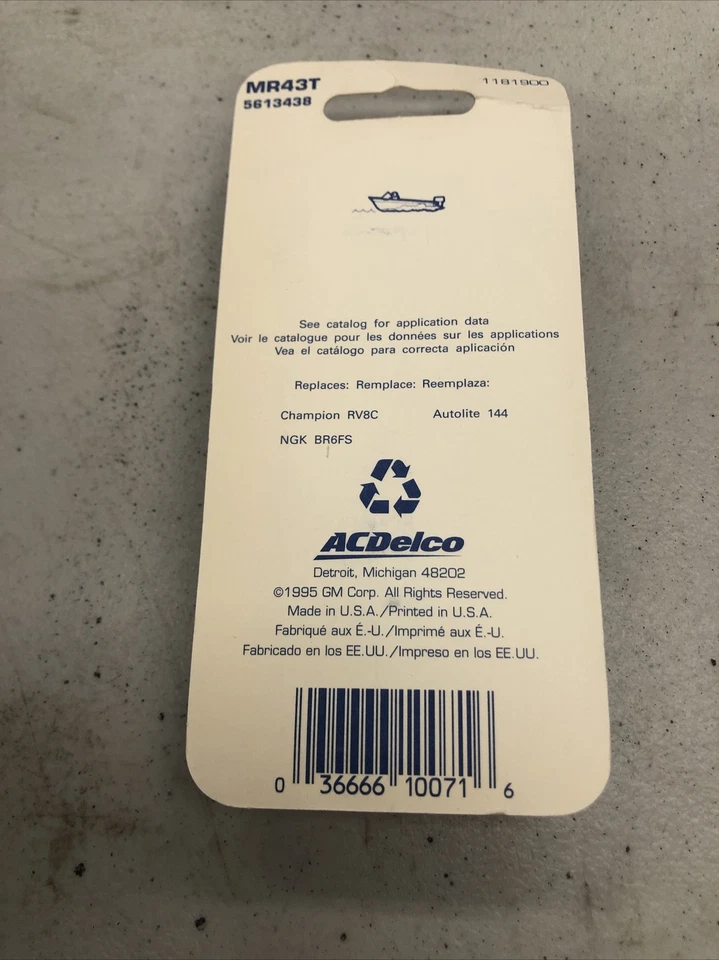 MR43T
5613438
1181900
See catalog for application data
Voir le catalogue pour les données sur les applications
Vea el catálogo para correcta aplicación
Replaces: Remplace: Reemplaza:
Champion RV8C Autolite 144
NGK BR6FS
ACDelco
Detroit, Michigan 48202
©1995 GM Corp. All Rights Reserved.
Made in U.S.A./Printed in U.S.A.
Fabriqué aux É.-U./Imprimé aux É.-U.
Fabricado en los EE.UU./Impreso en los EE.UU.
0 36666 10071 6